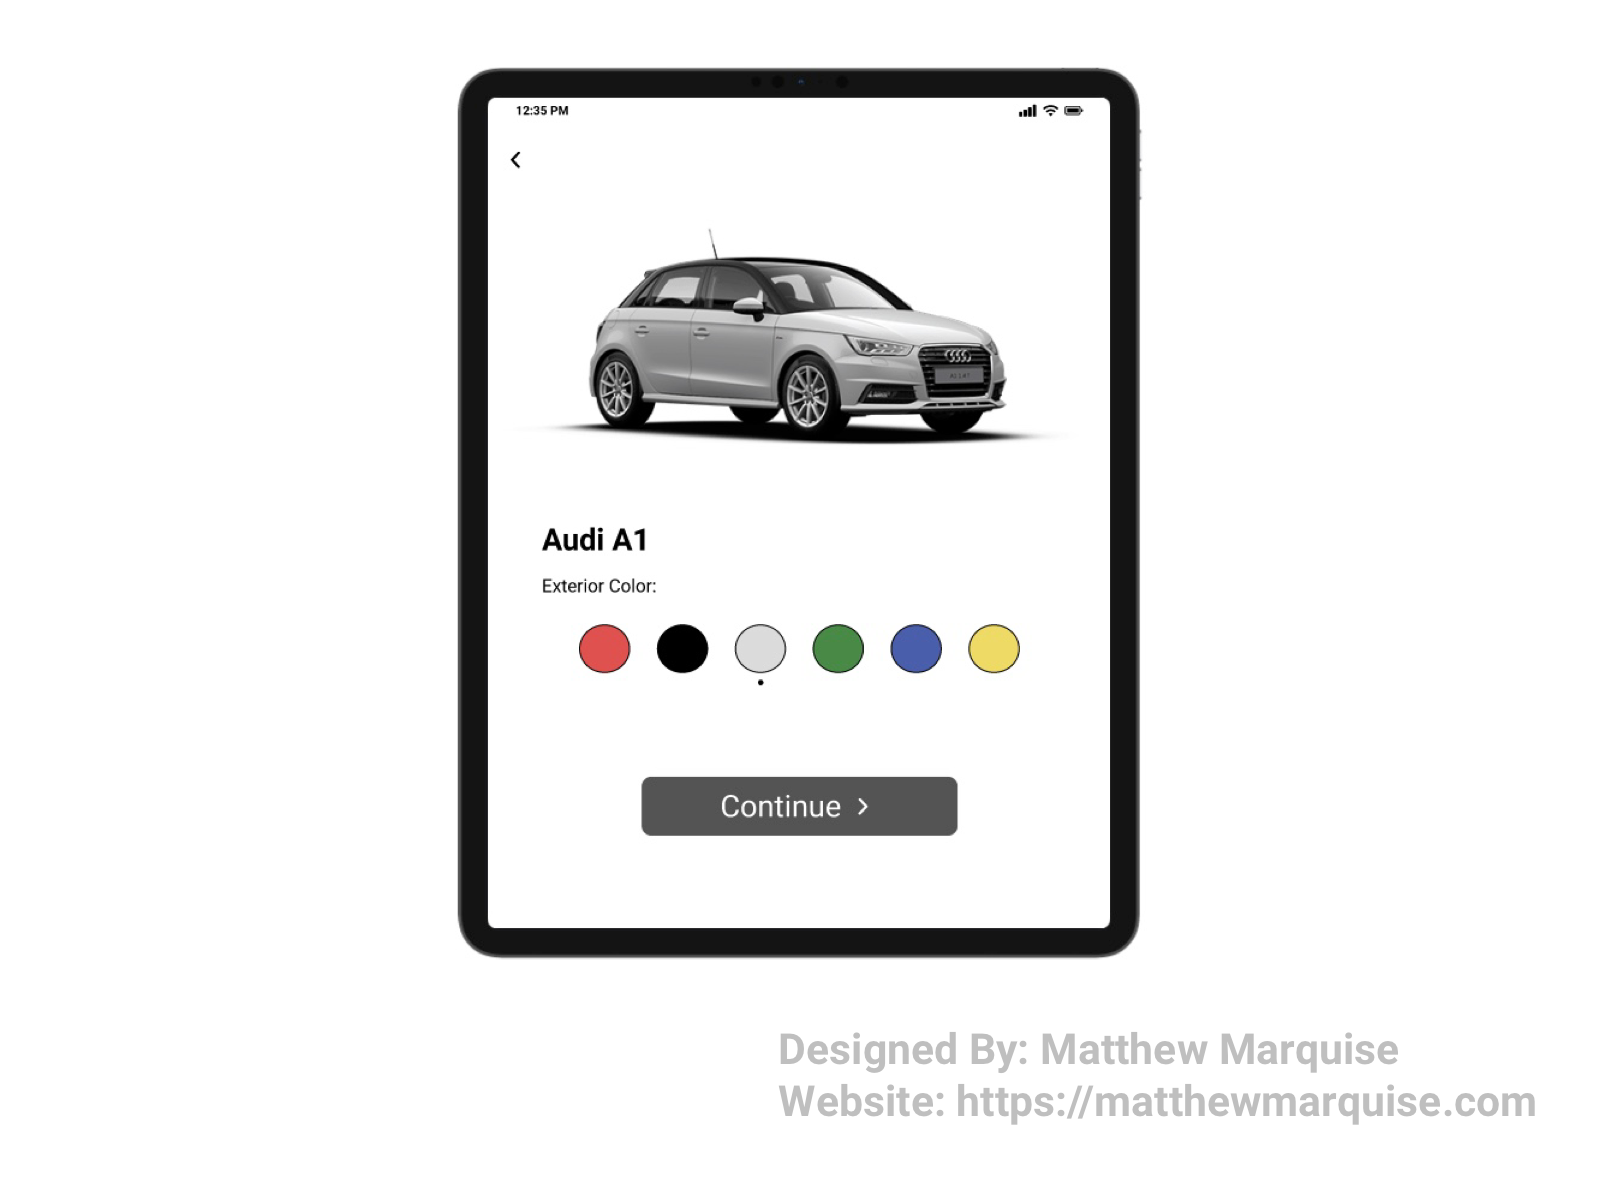 12:35 PM
Audi A1
Exterior Color:
Continue
Designed By: Matthew Marquise
Website: https://matthewmarquise.com